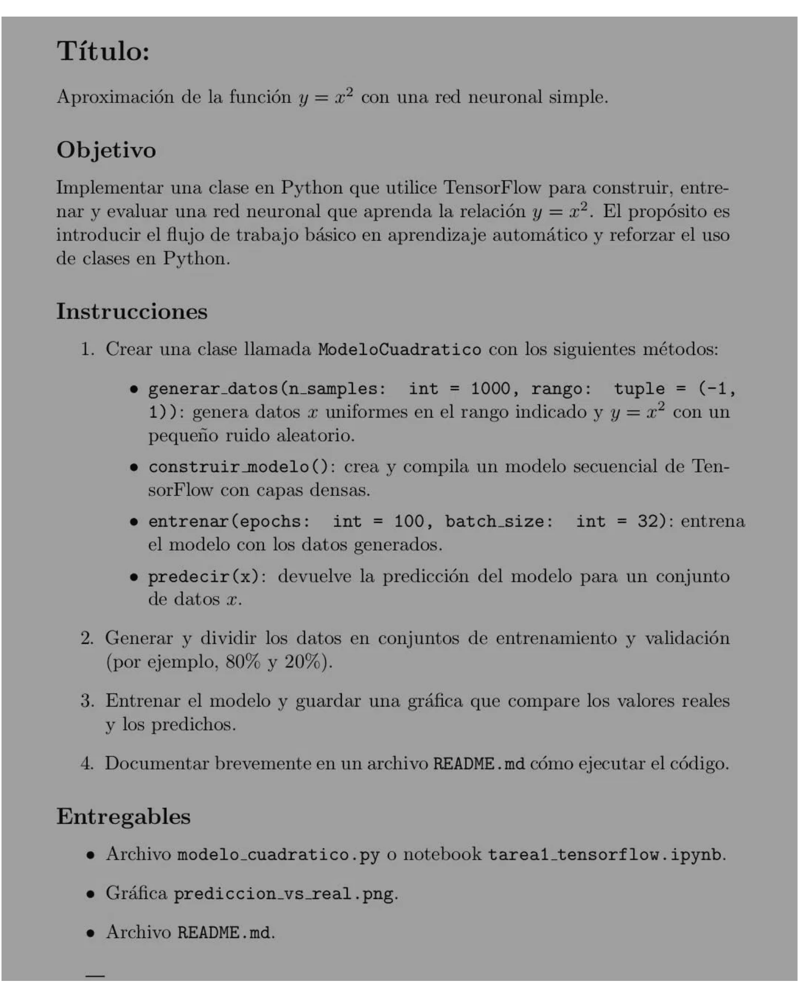 Título:
Aproximación de la función y = x² con una red neuronal simple.
Objetivo
Implementar una clase en Python que utilice TensorFlow para construir, entre-
nar y evaluar una red neuronal que aprenda la relación y = x². El propósito es
introducir el flujo de trabajo básico en aprendizaje automático y reforzar el uso
de clases en Python.
Instrucciones
1. Crear una clase llamada ModeloCuadratico con los siguientes métodos:
• generar_datos(n_samples: int = 1000, rango: tuple = (-1,
1)): genera datos x uniformes en el rango indicado y y = x² con un
pequeño ruido aleatorio.
• construir_modelo(): crea y compila un modelo secuencial de Ten-
sorFlow con capas densas.
• entrenar(epochs: int = 100, batch_size: int = 32): entrena
el modelo con los datos generados.
• predecir(x): devuelve la predicción del modelo para un conjunto
de datos x.
2. Generar y dividir los datos en conjuntos de entrenamiento y validación
(por ejemplo, 80% y 20%).
3. Entrenar el modelo y guardar una gráfica que compare los valores reales
y los predichos.
4. Documentar brevemente en un archivo README.md cómo ejecutar el código.
Entregables
• Archivo modelo_cuadratico.py o notebook tarea1_tensorflow.ipynb.
• Gráfica prediccion_vs_real.png.
• Archivo README.md.
—